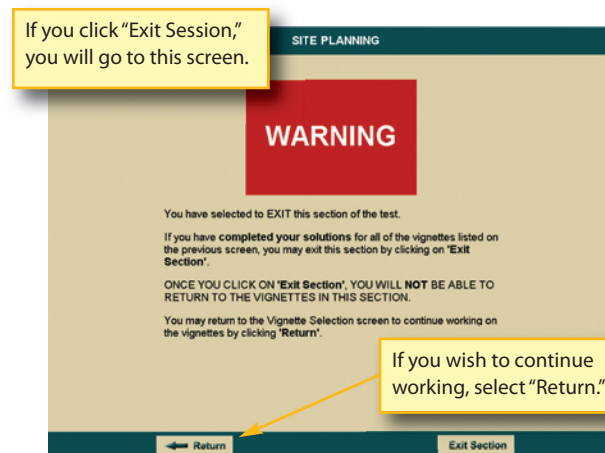 If you click “Exit Session,”
you will go to this screen.
SITE PLANNING
WARNING
You have selected to EXIT this section of the test.
If you have completed your solutions for all of the vignettes listed on
the previous screen, you may exit this section by clicking on "Exit
Section".
ONCE YOU CLICK ON "Exit Section", YOU WILL NOT BE ABLE TO
RETURN TO THE VIGNETTES IN THIS SECTION.
You may return to the Vignette Selection screen to continue working on
the vignettes by clicking "Return".
If you wish to continue
working, select “Return.”
Return
Exit Section